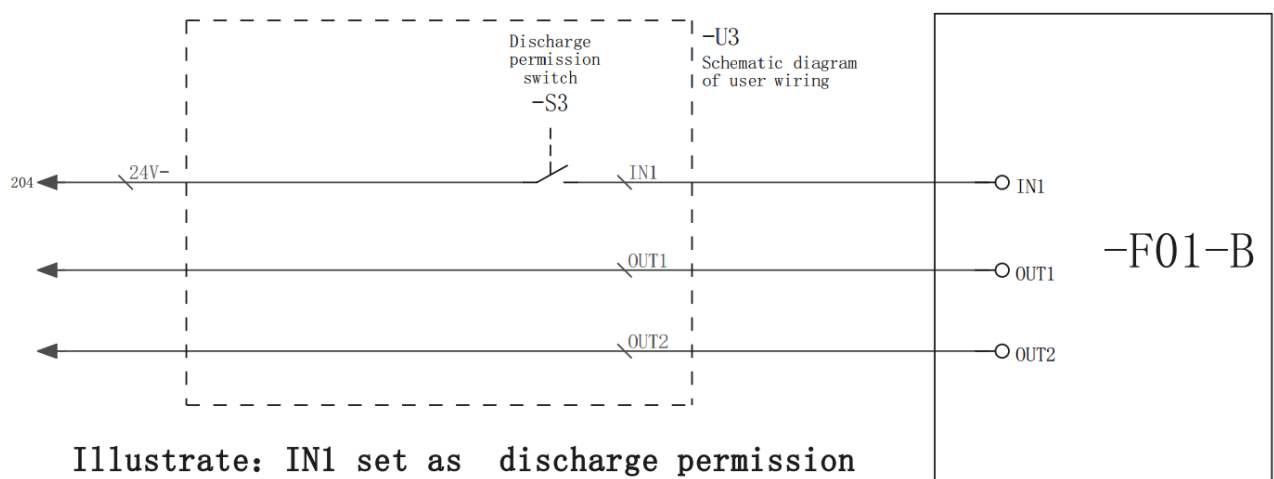 Discharge
permission
switch
-S3
-U3
Schematic diagram
of user wiring
204
24V-
IN1
IN1
-F01-B
OUT1
OUT1
OUT2
OUT2
Illustrate: IN1 set as discharge permission